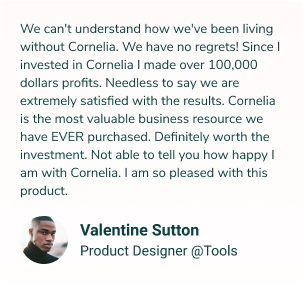 We can't understand how we've been living
without Cornelia. We have no regrets! Since I
invested in Cornelia I made over 100,000
dollars profits. Needless to say we are
extremely satisfied with the results. Cornelia
is the most valuable business resource we
have EVER purchased. Definitely worth the
investment. Not able to tell you how happy I
am with Cornelia. I am so pleased with this
product.
Valentine Sutton
Product Designer @Tools